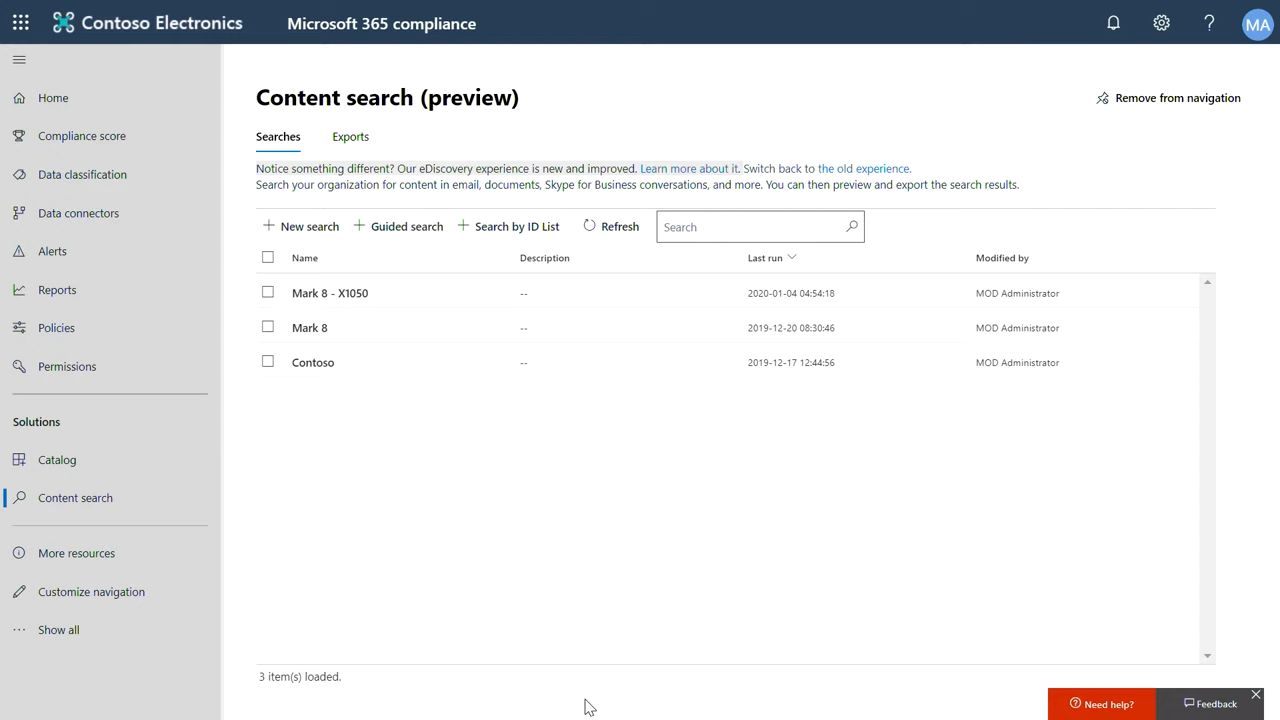 Contoso Electronics
Microsoft 365 compliance
MA
Home
Compliance score
Data classification
Data connectors
Alerts
Reports
Policies
Permissions
Solutions
Catalog
Content search
More resources
Customize navigation
Show all
Content search (preview)
Remove from navigation
Searches Exports
Notice something different? Our eDiscovery experience is new and improved. Learn more about it. Switch back to the old experience.
Search your organization for content in email, documents, Skype for Business conversations, and more. You can then preview and export the search results.
New search Guided search Search by ID List Refresh Search
Name Description Last run Modified by
Mark 8 - X1050 -- 2020-01-04 04:54:18 MOD Administrator
Mark 8 -- 2019-12-20 08:30:46 MOD Administrator
Contoso -- 2019-12-17 12:44:56 MOD Administrator
3 item(s) loaded.
Need help? Feedback